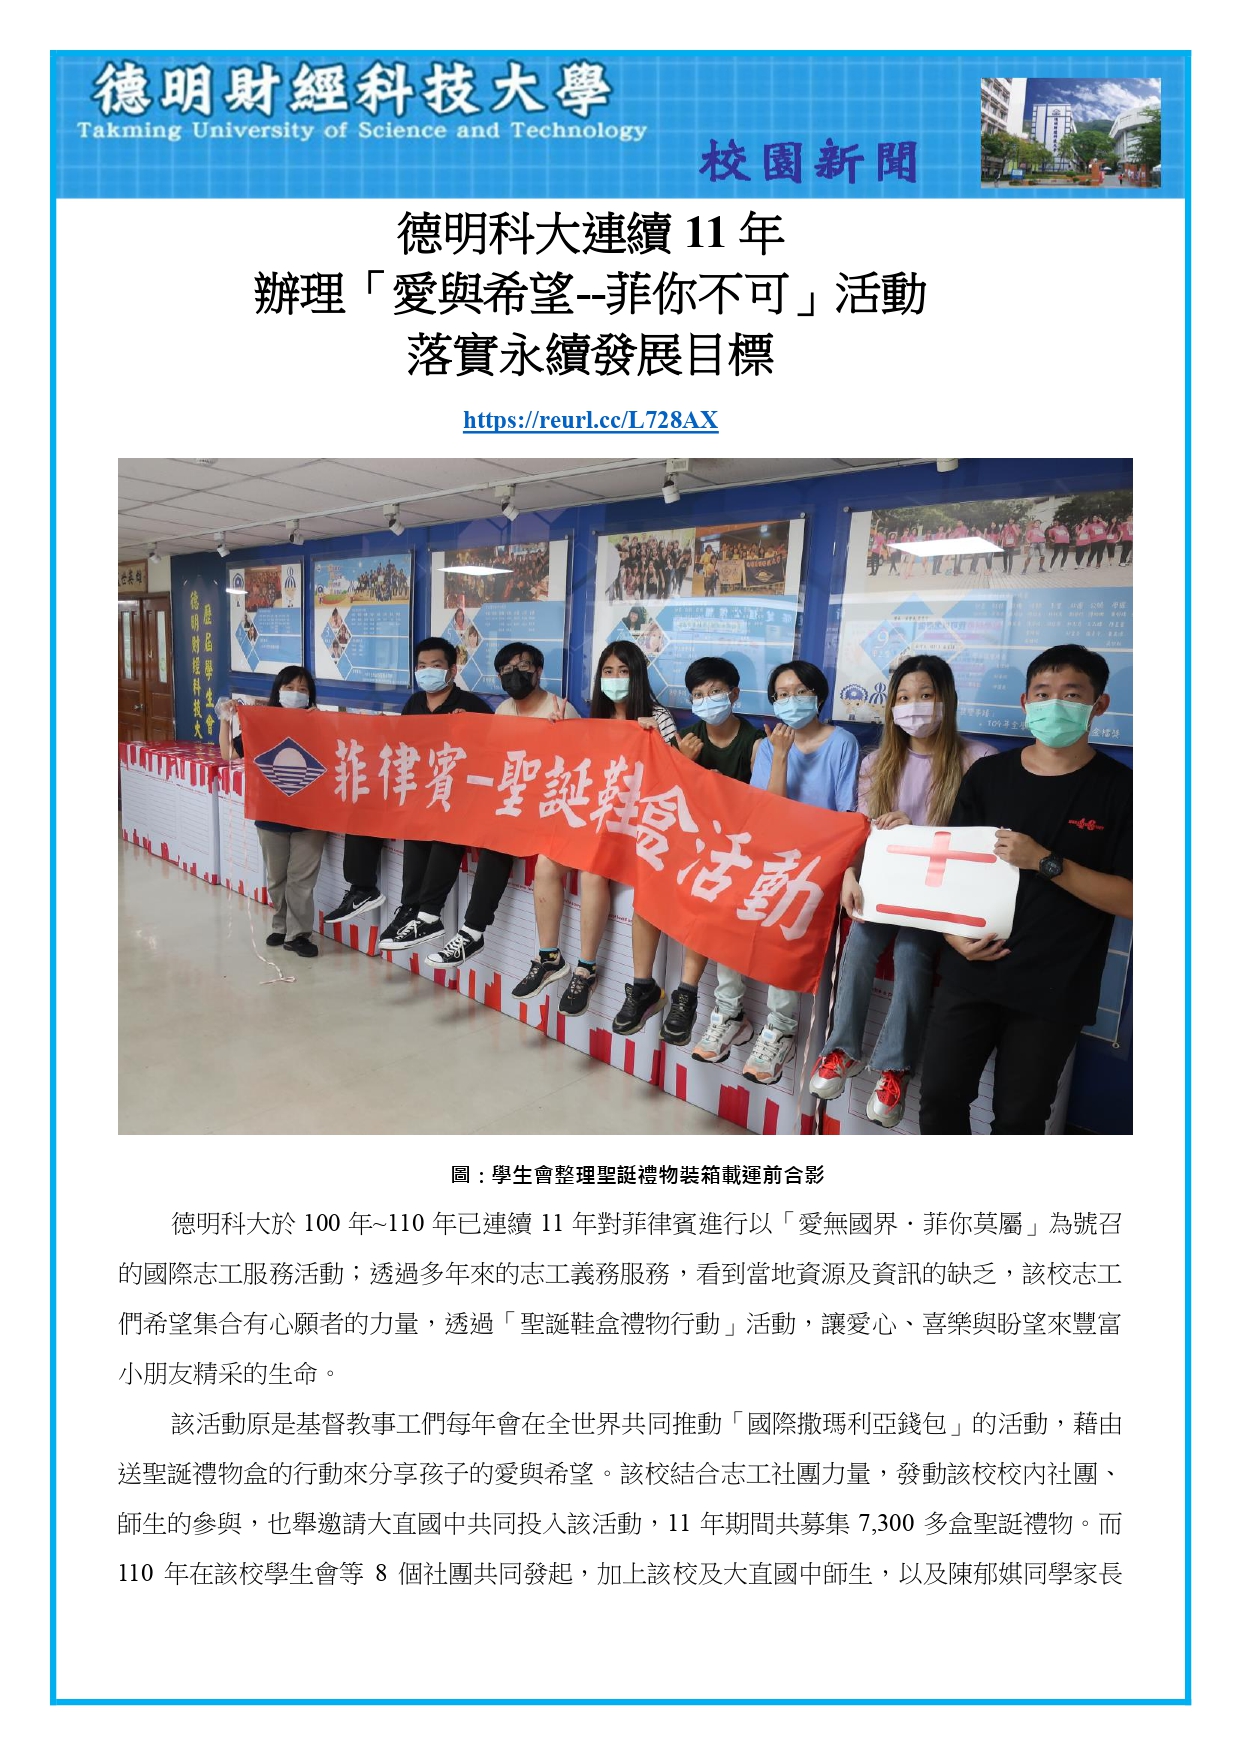 德明財經科技大學
Takming University of Science and Technology
校園新聞
德明科大連續 11 年
辦理「愛與希望--菲你不可」活動
落實永續發展目標
https://reurl.cc/L728AX
歷屆學生會
德明財經科技大
菲律賓－聖誕鞋盒活動
圖：學生會整理聖誕禮物裝箱載運前合影
德明科大於 100 年~110 年已連續 11 年對菲律賓進行以「愛無國界．菲你莫屬」為號召
的國際志工服務活動；透過多年來的志工義務服務，看到當地資源及資訊的缺乏，該校志工
們希望集合有心願者的力量，透過「聖誕鞋盒禮物行動」活動，讓愛心、喜樂與盼望來豐富
小朋友精采的生命。
該活動原是基督教事工們每年會在全世界共同推動「國際撒瑪利亞錢包」的活動，藉由
送聖誕禮物盒的行動來分享孩子的愛與希望。該校結合志工社團力量，發動該校校內社團、
師生的參與，也舉邀請大直國中共同投入該活動，11 年期間共募集 7,300 多盒聖誕禮物。而
110 年在該校學生會等 8 個社團共同發起，加上該校及大直國中師生，以及陳郁娸同學家長